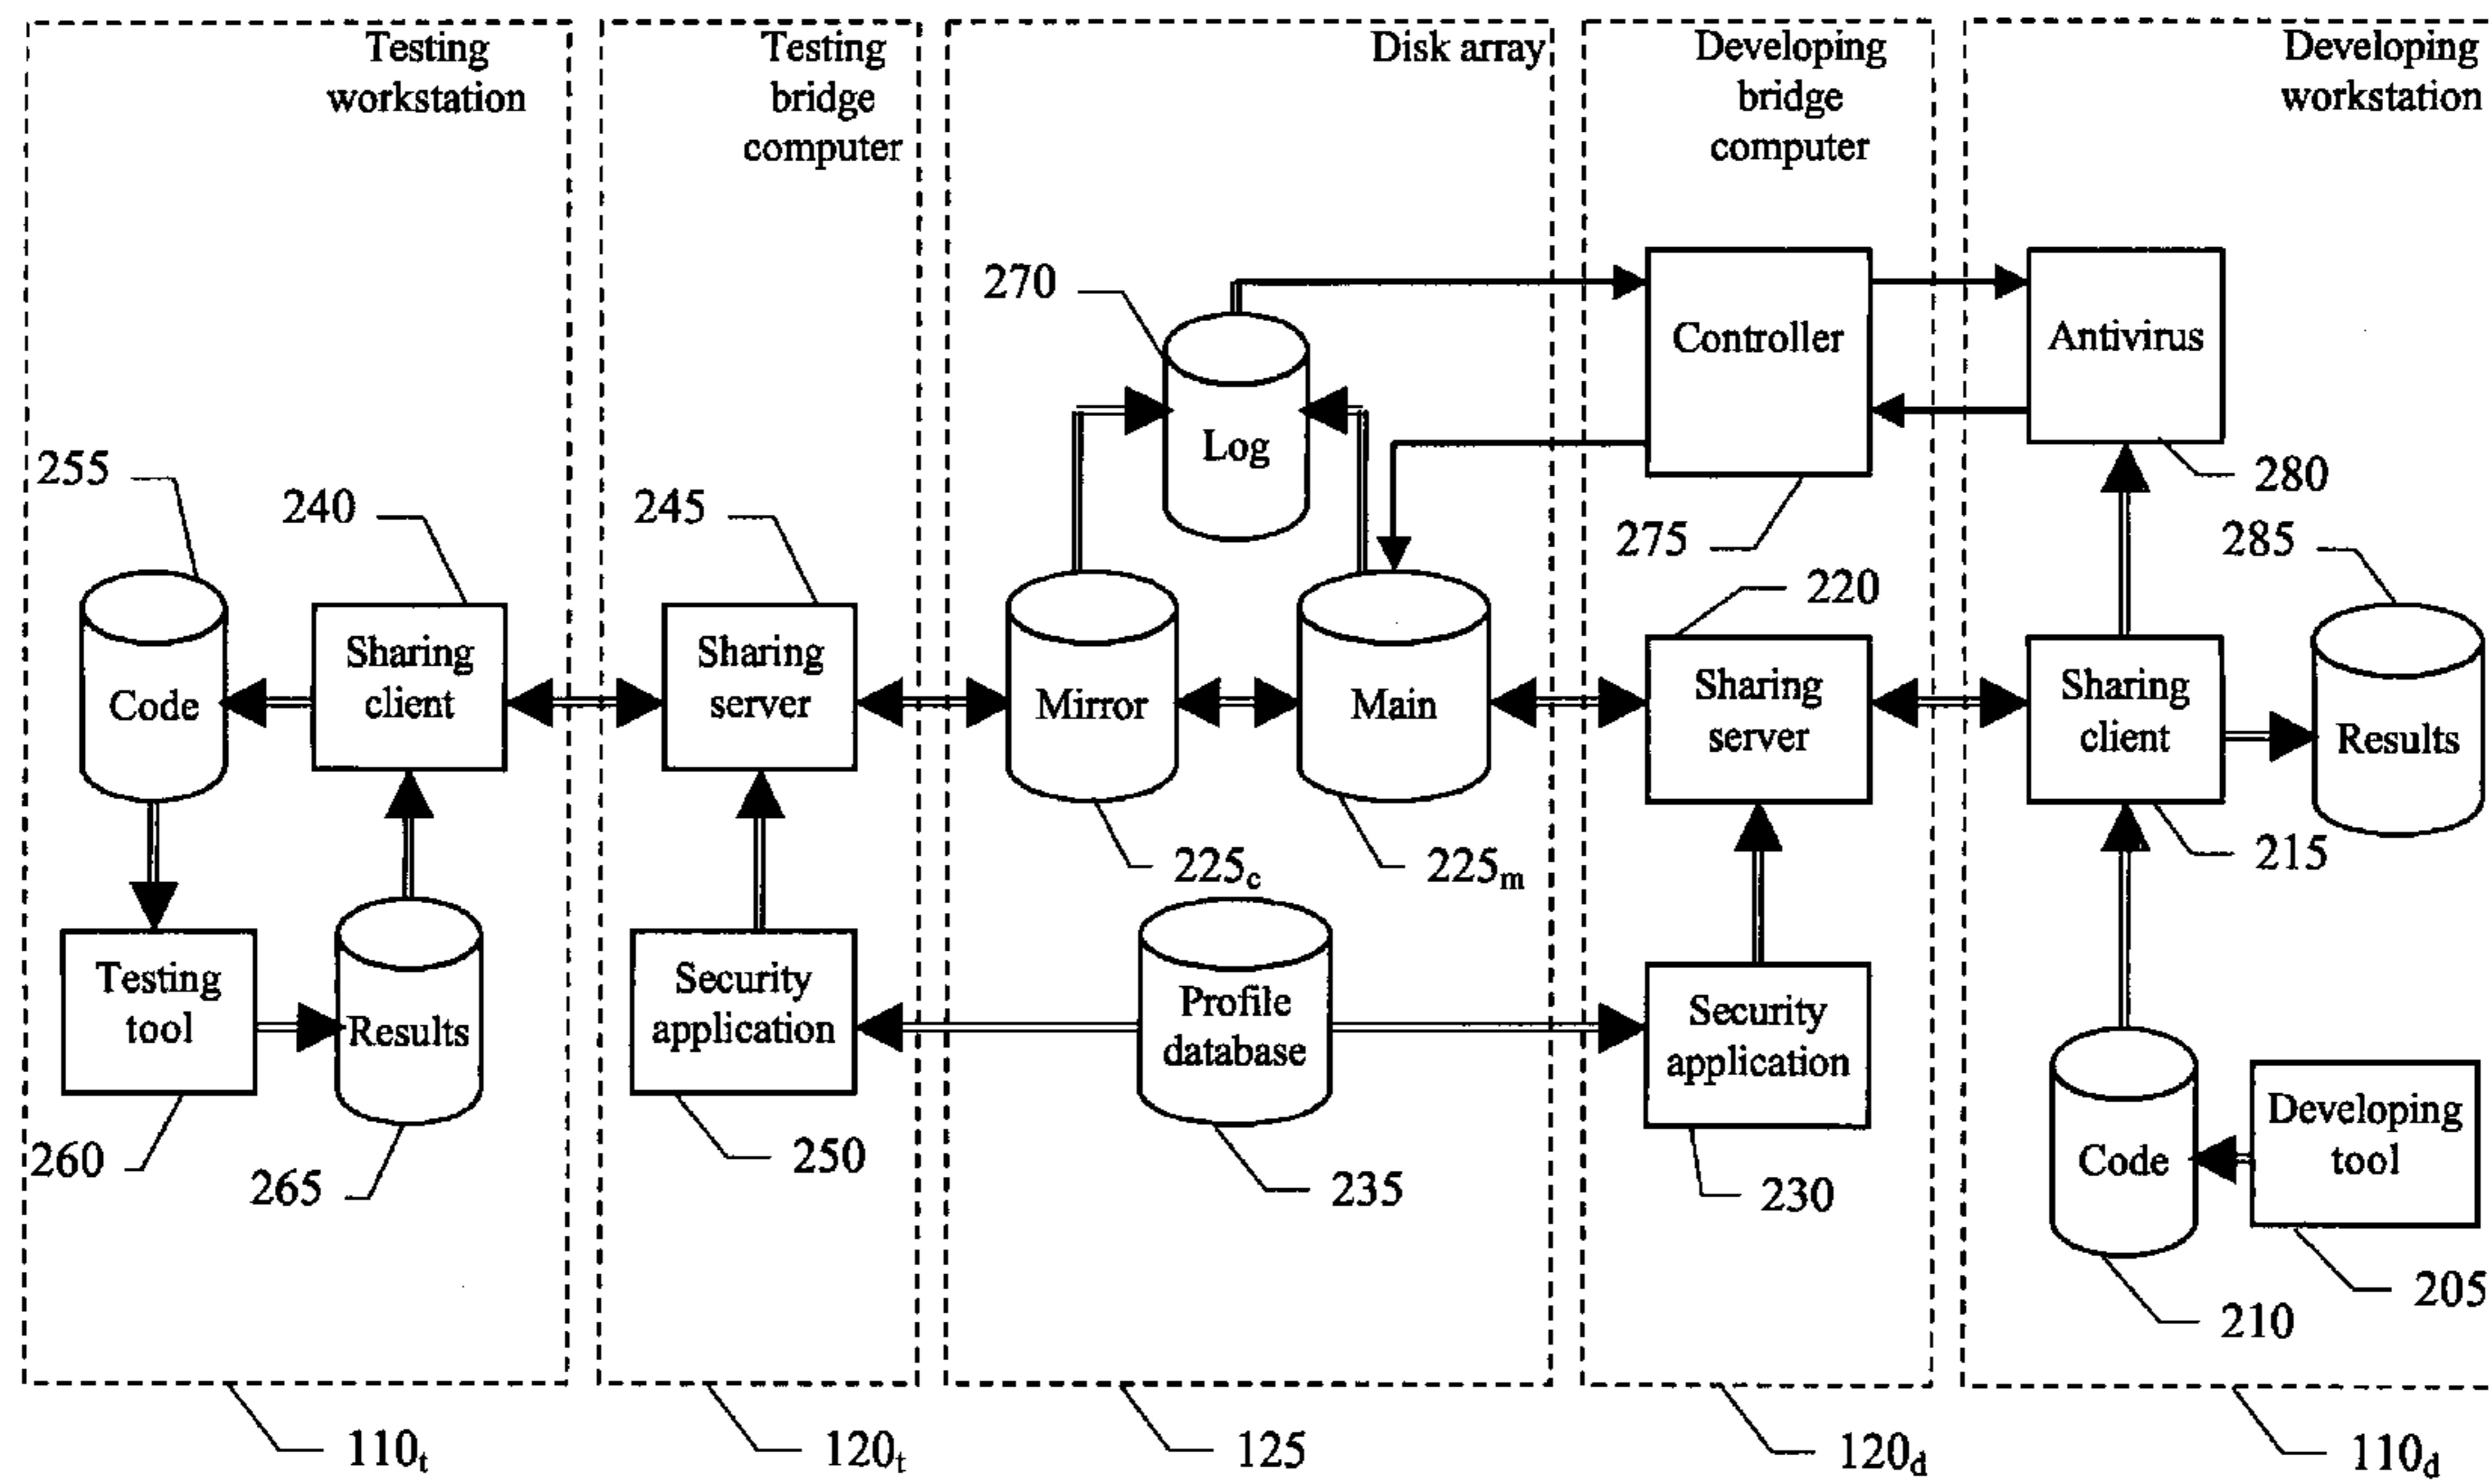 Testing
workstation
Testing
bridge
computer
Disk array
Developing
bridge
computer
Developing
workstation
270
Controller
Antivirus
Log
255
240
245
275
280
285
220
Code
Sharing
client
Sharing
server
Mirror
Main
Sharing
server
Sharing
client
Results
225c
225m
215
Testing
tool
Results
Security
application
Profile
database
Security
application
Code
Developing
tool
260
265
250
235
230
210
205
110t
120t
125
120d
110d